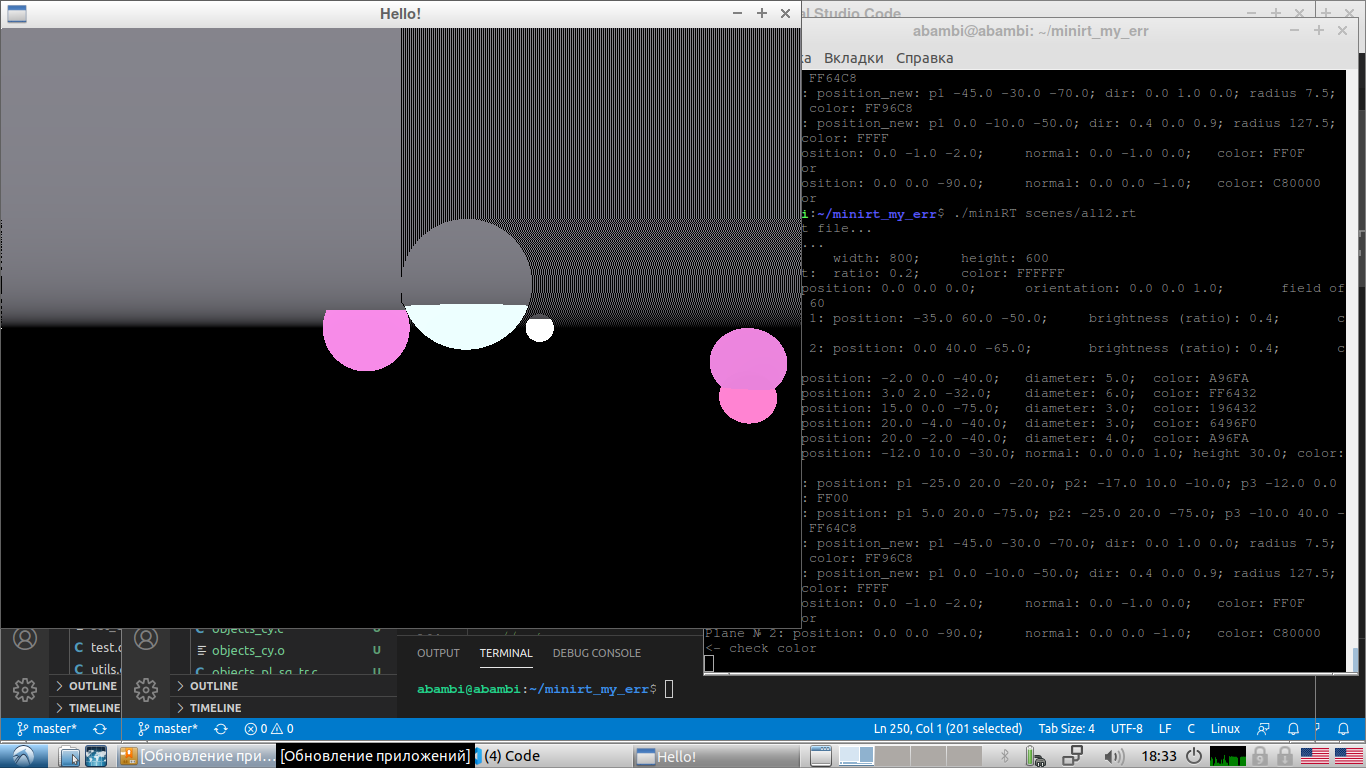 Hello!
al Studio Code
abambi@abambi: ~/minirt_my_err
ка Вкладки Справка
FF64C8
: position_new: p1 -45.0 -30.0 -70.0; dir: 0.0 1.0 0.0; radius 7.5;
color: FF96C8
: position_new: p1 0.0 -10.0 -50.0; dir: 0.4 0.0 0.9; radius 127.5;
color: FFFF
osition: 0.0 -1.0 -2.0; normal: 0.0 -1.0 0.0; color: FF0F
or
osition: 0.0 0.0 -90.0; normal: 0.0 0.0 -1.0; color: C80000
or
i:~/minirt_my_err$ ./miniRT scenes/all2.rt
t file...
...
width: 800; height: 600
t: ratio: 0.2; color: FFFFFF
position: 0.0 0.0 0.0; orientation: 0.0 0.0 1.0; field of
60
1: position: -35.0 60.0 -50.0; brightness (ratio): 0.4; c
2: position: 0.0 40.0 -65.0; brightness (ratio): 0.4; c
position: -2.0 0.0 -40.0; diameter: 5.0; color: A96FA
position: 3.0 2.0 -32.0; diameter: 6.0; color: FF6432
position: 15.0 0.0 -75.0; diameter: 3.0; color: 196432
position: 20.0 -4.0 -40.0; diameter: 3.0; color: 6496F0
position: 20.0 -2.0 -40.0; diameter: 4.0; color: A96FA
position: -12.0 10.0 -30.0; normal: 0.0 0.0 1.0; height 30.0; color:
: position: p1 -25.0 20.0 -20.0; p2: -17.0 10.0 -10.0; p3 -12.0 0.0
: FF00
: position: p1 5.0 20.0 -75.0; p2: -25.0 20.0 -75.0; p3 -10.0 40.0 -
FF64C8
: position_new: p1 -45.0 -30.0 -70.0; dir: 0.0 1.0 0.0; radius 7.5;
color: FF96C8
: position_new: p1 0.0 -10.0 -50.0; dir: 0.4 0.0 0.9; radius 127.5;
color: FFFF
osition: 0.0 -1.0 -2.0; normal: 0.0 -1.0 0.0; color: FF0F
or
Plane № 2: position: 0.0 0.0 -90.0; normal: 0.0 0.0 -1.0; color: C80000
<- check color
C test.c
utils.c
C objects_cy.c U
objects_cy.o U
C objects_pl_sq_tr.c U
OUTLINE
TIMELINE
OUTLINE
TIMELINE
OUTPUT TERMINAL DEBUG CONSOLE
abambi@abambi:~/minirt_my_err$
master* master* 0 0 Ln 250, Col 1 (201 selected) Tab Size: 4 UTF-8 LF C Linux
[Обновление при... [Обновление приложений] (4) Code Hello! 18:33